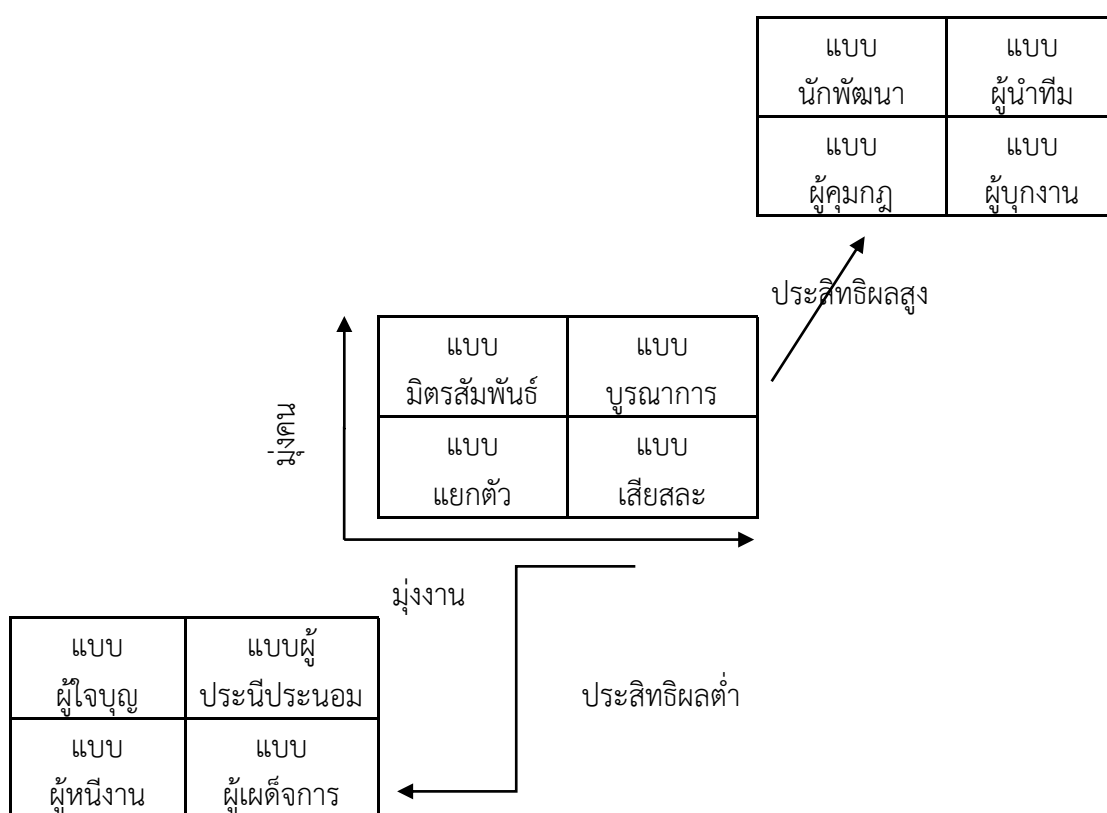 แบบ
นักพัฒนา
แบบ
ผู้นำทีม
แบบ
ผู้คุมกฎ
แบบ
ผู้บุกงาน
ประสิทธิผลสูง
แบบ
มิตรสัมพันธ์
แบบ
บูรณาการ
แบบ
แยกตัว
แบบ
เสียสละ
มุ่งคน
มุ่งงาน
แบบ
ผู้ใจบุญ
แบบผู้
ประนีประนอม
แบบ
ผู้หนีงาน
แบบ
ผู้เผด็จการ
ประสิทธิผลต่ำ